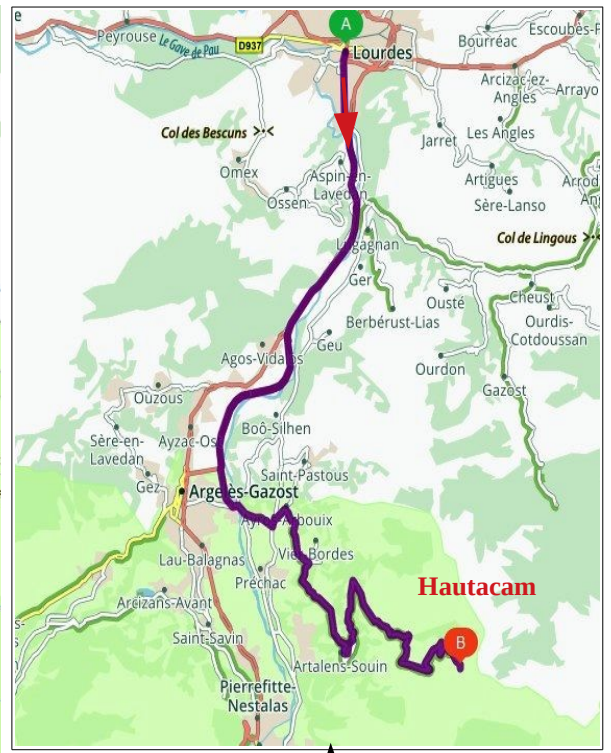 e
Peyrouse
Le Gave de Pau
D937
A
Lourdes
Bourréac
Escoubès-P
Arcizac-ez-
Angles
Arrayo
Col des Bescuns
Les Angles
Jarret
Omex
Aspin-en-
Lavedan
Ossen
Artigues
Arrod
Sère-Lanso
Ang
Lugagnan
Col de Lingous
Ger
Ousté
Cheust
Berbérust-Lias
Ourdis-
Cotdoussan
Geu
Agos-Vidalos
Ourdon
Gazost
Ouzous
Boô-Silhen
Sère-en-
Lavedan
Ayzac-Os
Saint-Pastous
Gez
Argelès-Gazost
Ayros-Arbouix
Vier-Bordes
Lau-Balagnas
Préchac
Hautacam
Arcizans-Avant
Saint-Savin
B
Artalens-Souin
Pierrefitte-
Nestalas